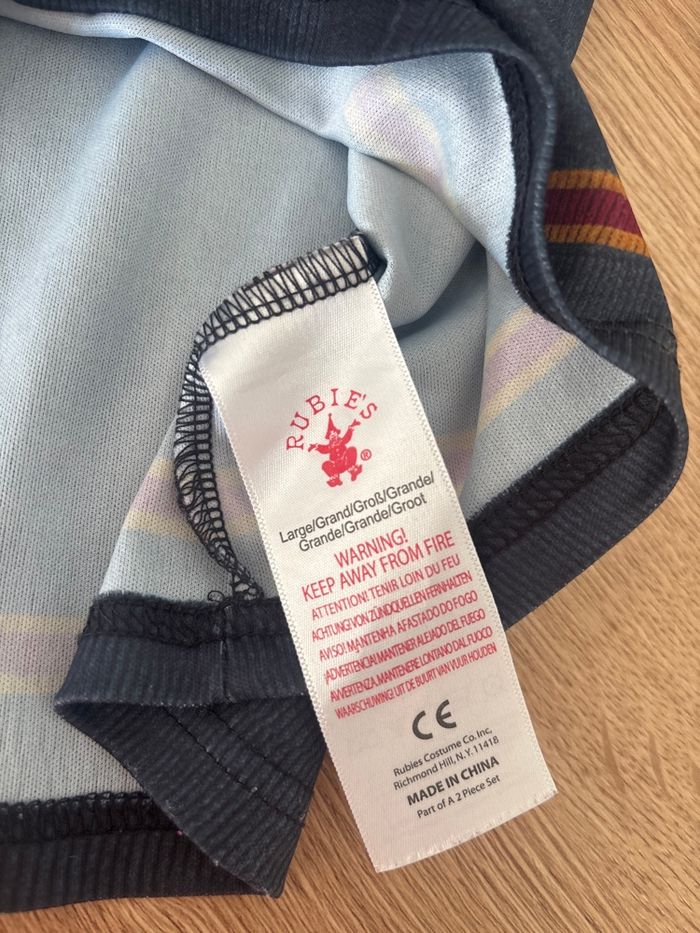 RUBIE'S
®
Large/Grand/Groß/Grande/
Grande/Grande/Groot
WARNING!
KEEP AWAY FROM FIRE
ATTENTION! TENIR LOIN DU FEU
ACHTUNG! VON ZÜNDQUELLEN FERNHALTEN
AVISO! MANTENHA AFASTADO DO FOGO
¡ADVERTENCIA! MANTENER ALEJADO DEL FUEGO
AVVERTENZA, MANTENERE LONTANO DAL FUOCO
WAARSCHUWING! UIT DE BUURT VAN VUUR HOUDEN
CE
Rubies Costume Co. Inc,
Richmond Hill, N.Y. 11418
MADE IN CHINA
Part of A 2 Piece Set